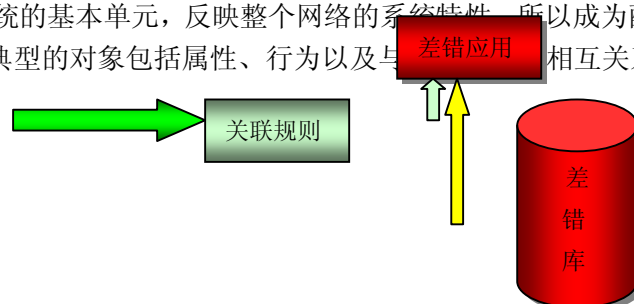 统的基本单元，反映整个网络的系统特性，所以成为
典型的对象包括属性、行为以及与
相互关
差错应用
关联规则
差
错
库